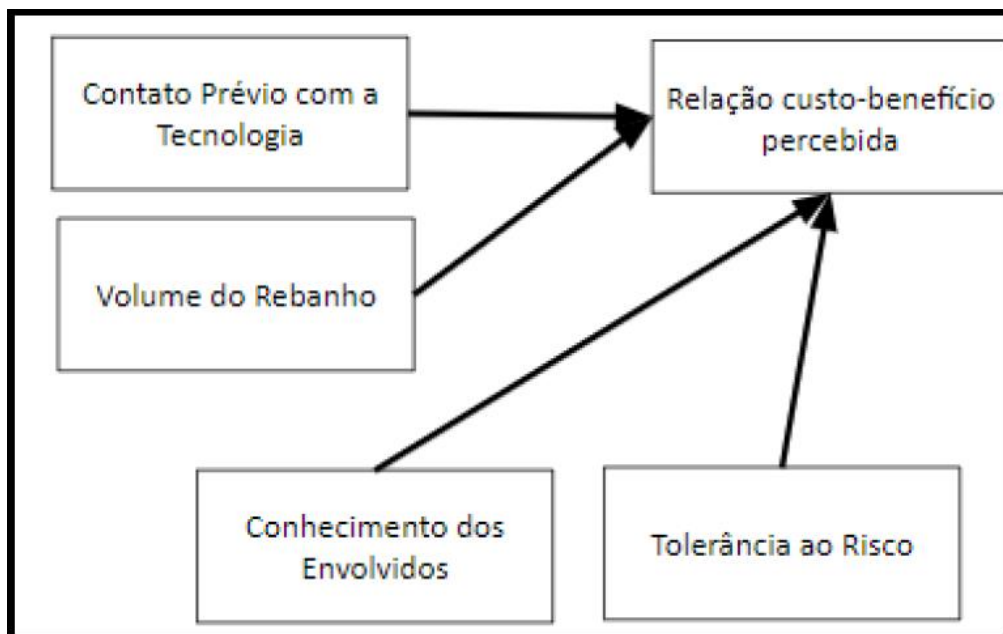 Contato Prévio com a
Tecnologia
Relação custo-benefício
percebida
Volume do Rebanho
Conhecimento dos
Envolvidos
Tolerância ao Risco